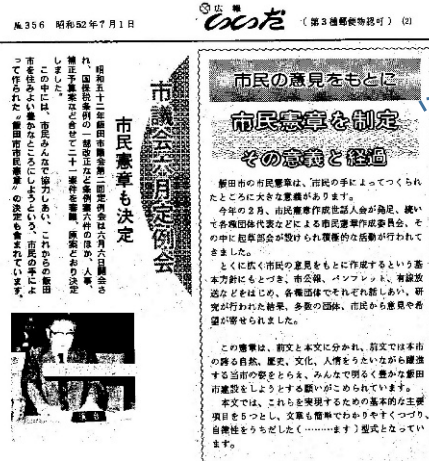 №356 昭和52年7月1日
広報
いいだ
(第3種郵便物認可) (2)
市民の意見をもとに
市民憲章を制定
その意義と経過
飯田市の市民憲章は、市民の手によってつくられ
たところに大きな意義があります。
今年の2月、市民憲章作成世話人会が発足、続い
て各種団体代表などによる市民憲章作成委員会、そ
の中に起草部会が設けられ積極的な活動が行われて
きました。
とくに広く市民の意見をもとに作成するという基
本方針にもとづき、市公報、パンフレット、有線放
送などをはじめ、各種団体でそれぞれ話しあい、研
究が行われた結果、多数の団体、市民から意見や希
望が寄せられました。
この憲章は、前文と本文に分かれ、前文では本市
の誇る自然、歴史、文化、人情をうたいながら躍進
する当市の姿をとらえ、みんなで明るく豊かな飯田
市建設をしようとする願いがこめられています。
本文では、これらを実現するための基本的な主要
項目を5つとし、文章も簡単でわかりやすくつづり、
自律性をうちだした(………ます)型式となってい
ます。
市議会六月定例会
市民憲章も決定
昭和五十二年飯田市議会第二回定例会は六月六日開会さ
れ、国保税条例の一部改正など条例案六件のほか、人事、
補正予算案など合せて二十一案件を審議、原案どおり決定
しました。
この中には、市民みんなで協力しあい、これからの飯田
市を住みよい豊かなところにしようという、市民の手によ
って作られた"飯田市市民憲章"の決定も含まれています。